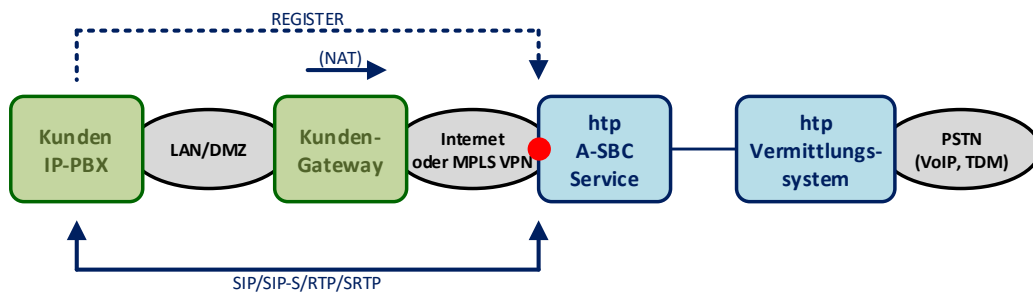 REGISTER
(NAT)
Kunden
IP-PBX
LAN/DMZ
Kunden-
Gateway
Internet
oder MPLS VPN
htp
A-SBC
Service
htp
Vermittlungs-
system
PSTN
(VoIP, TDM)
SIP/SIP-S/RTP/SRTP